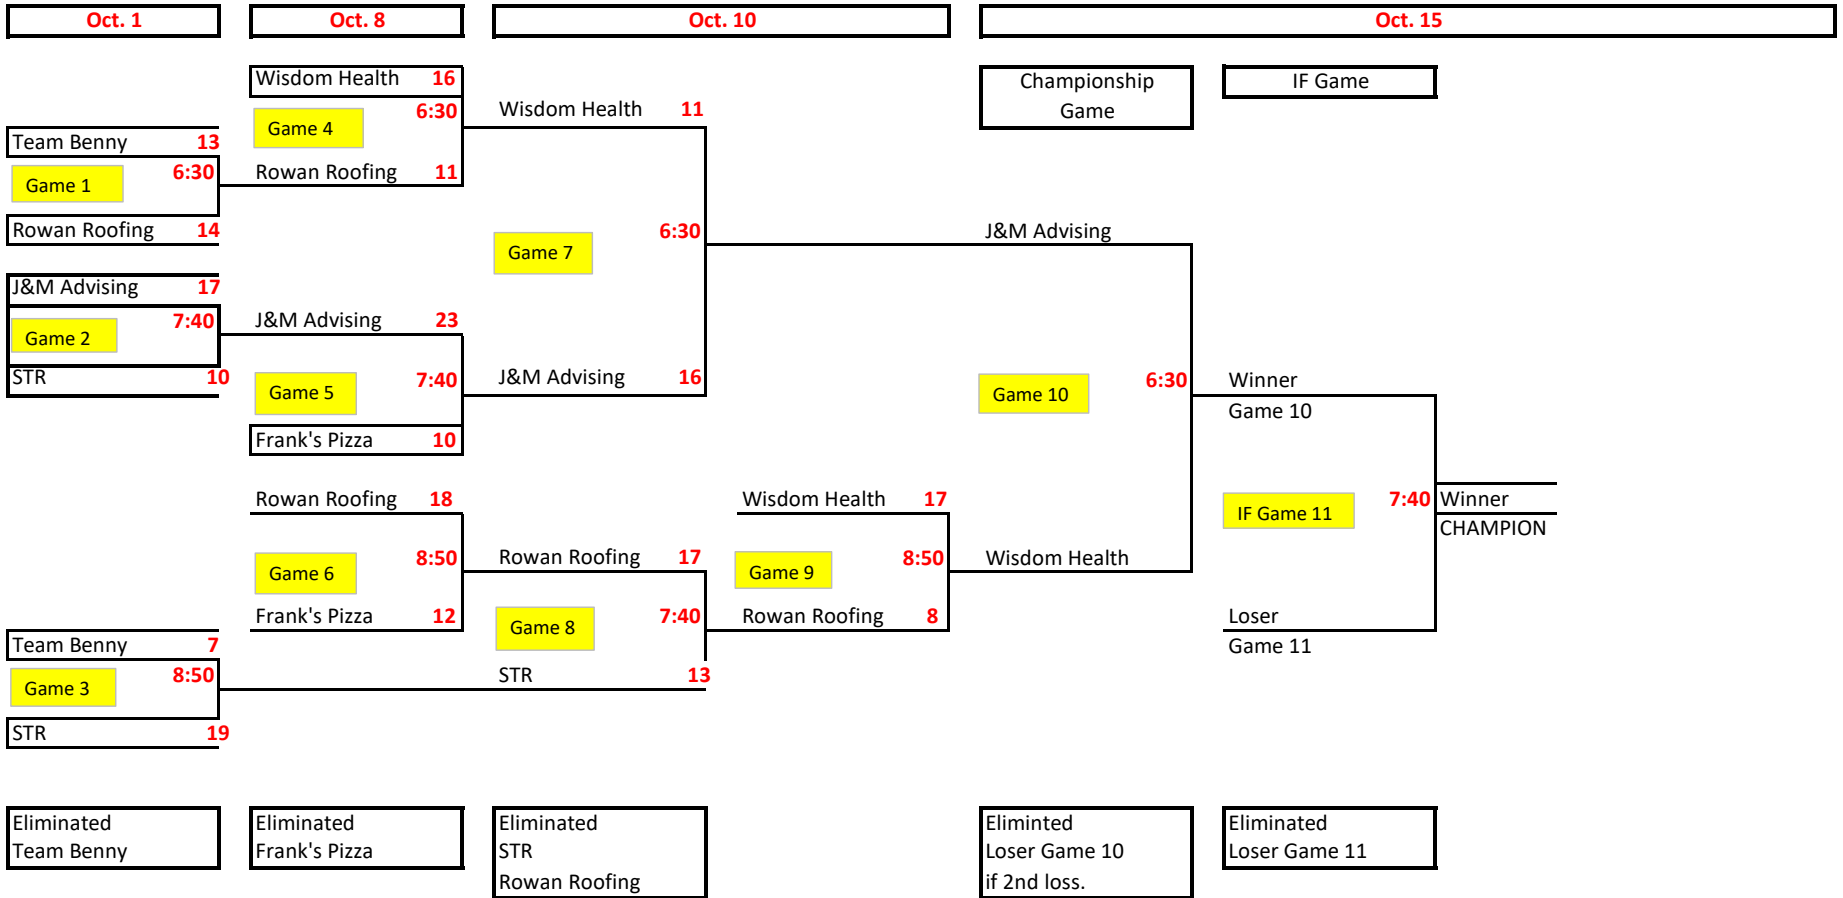 Oct. 1
Oct. 8
Oct. 10
Oct. 15
Wisdom Health 16
6:30
Game 4
Rowan Roofing 11
Team Benny 13
6:30
Game 1
Rowan Roofing 14
J&M Advising 17
7:40
Game 2
STR 10
J&M Advising 23
7:40
Game 5
Frank's Pizza 10
Wisdom Health 11
6:30
Game 7
J&M Advising 16
Rowan Roofing 18
8:50
Game 6
Frank's Pizza 12
Team Benny 7
8:50
Game 3
STR 19
Rowan Roofing 17
7:40
Game 8
STR 13
Wisdom Health 17
8:50
Game 9
Rowan Roofing 8
Championship
Game
J&M Advising
6:30
Game 10
Wisdom Health
IF Game
Winner
Game 10
7:40
IF Game 11
Loser
Game 11
Winner
CHAMPION
Eliminated
Team Benny
Eliminated
Frank's Pizza
Eliminated
STR
Rowan Roofing
Eliminted
Loser Game 10
if 2nd loss.
Eliminated
Loser Game 11